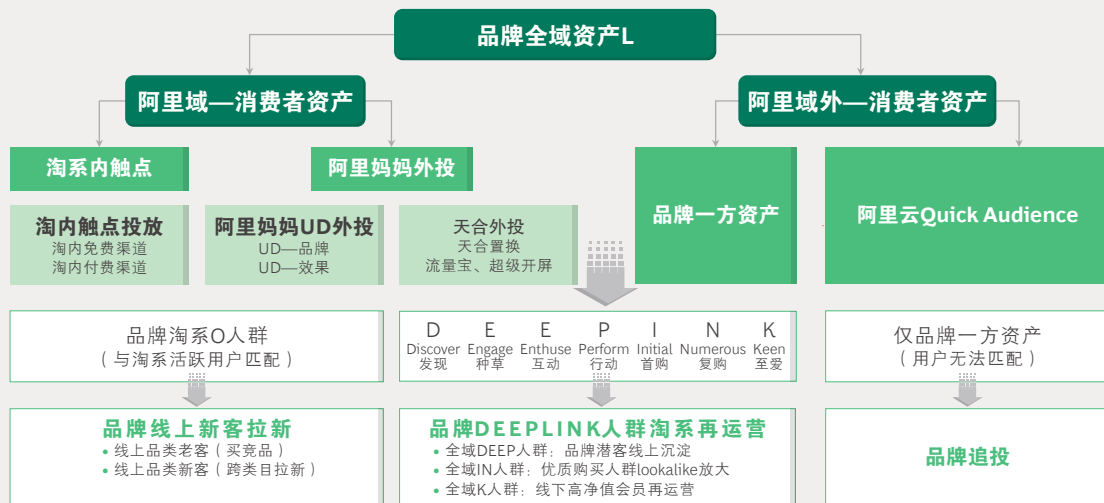 品牌全域资产L
阿里域—消费者资产
阿里域外—消费者资产
淘系内触点
阿里妈妈外投
品牌一方资产
阿里云Quick Audience
淘内触点投放
淘内免费渠道
淘内付费渠道
阿里妈妈UD外投
UD—品牌
UD—效果
天合外投
天合置换
流量宝、超级开屏
品牌淘系O人群
（与淘系活跃用户匹配）
D E E P I N K
Discover Engage Enthuse Perform Initial Numerous Keen
发现 种草 互动 行动 首购 复购 至爱
仅品牌一方资产
（用户无法匹配）
品牌线上新客拉新
• 线上品类老客（买竞品）
• 线上品类新客（跨类目拉新）
品牌DEEPLINK人群淘系再运营
• 全域DEEP人群：品牌潜客线上沉淀
• 全域IN人群：优质购买人群lookalike放大
• 全域K人群：线下高净值会员再运营
品牌追投